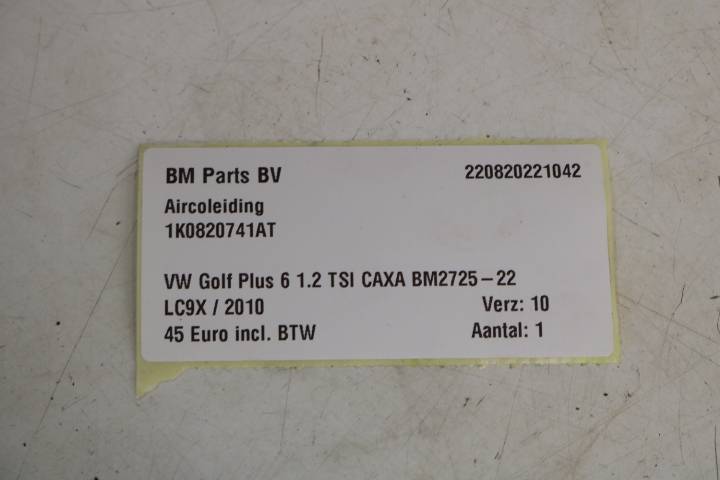 BM Parts BV 220820221042
Aircoleiding
1K0820741AT
VW Golf Plus 6 1.2 TSI CAXA BM2725-22
LC9X / 2010 Verz: 10
45 Euro incl. BTW Aantal: 1